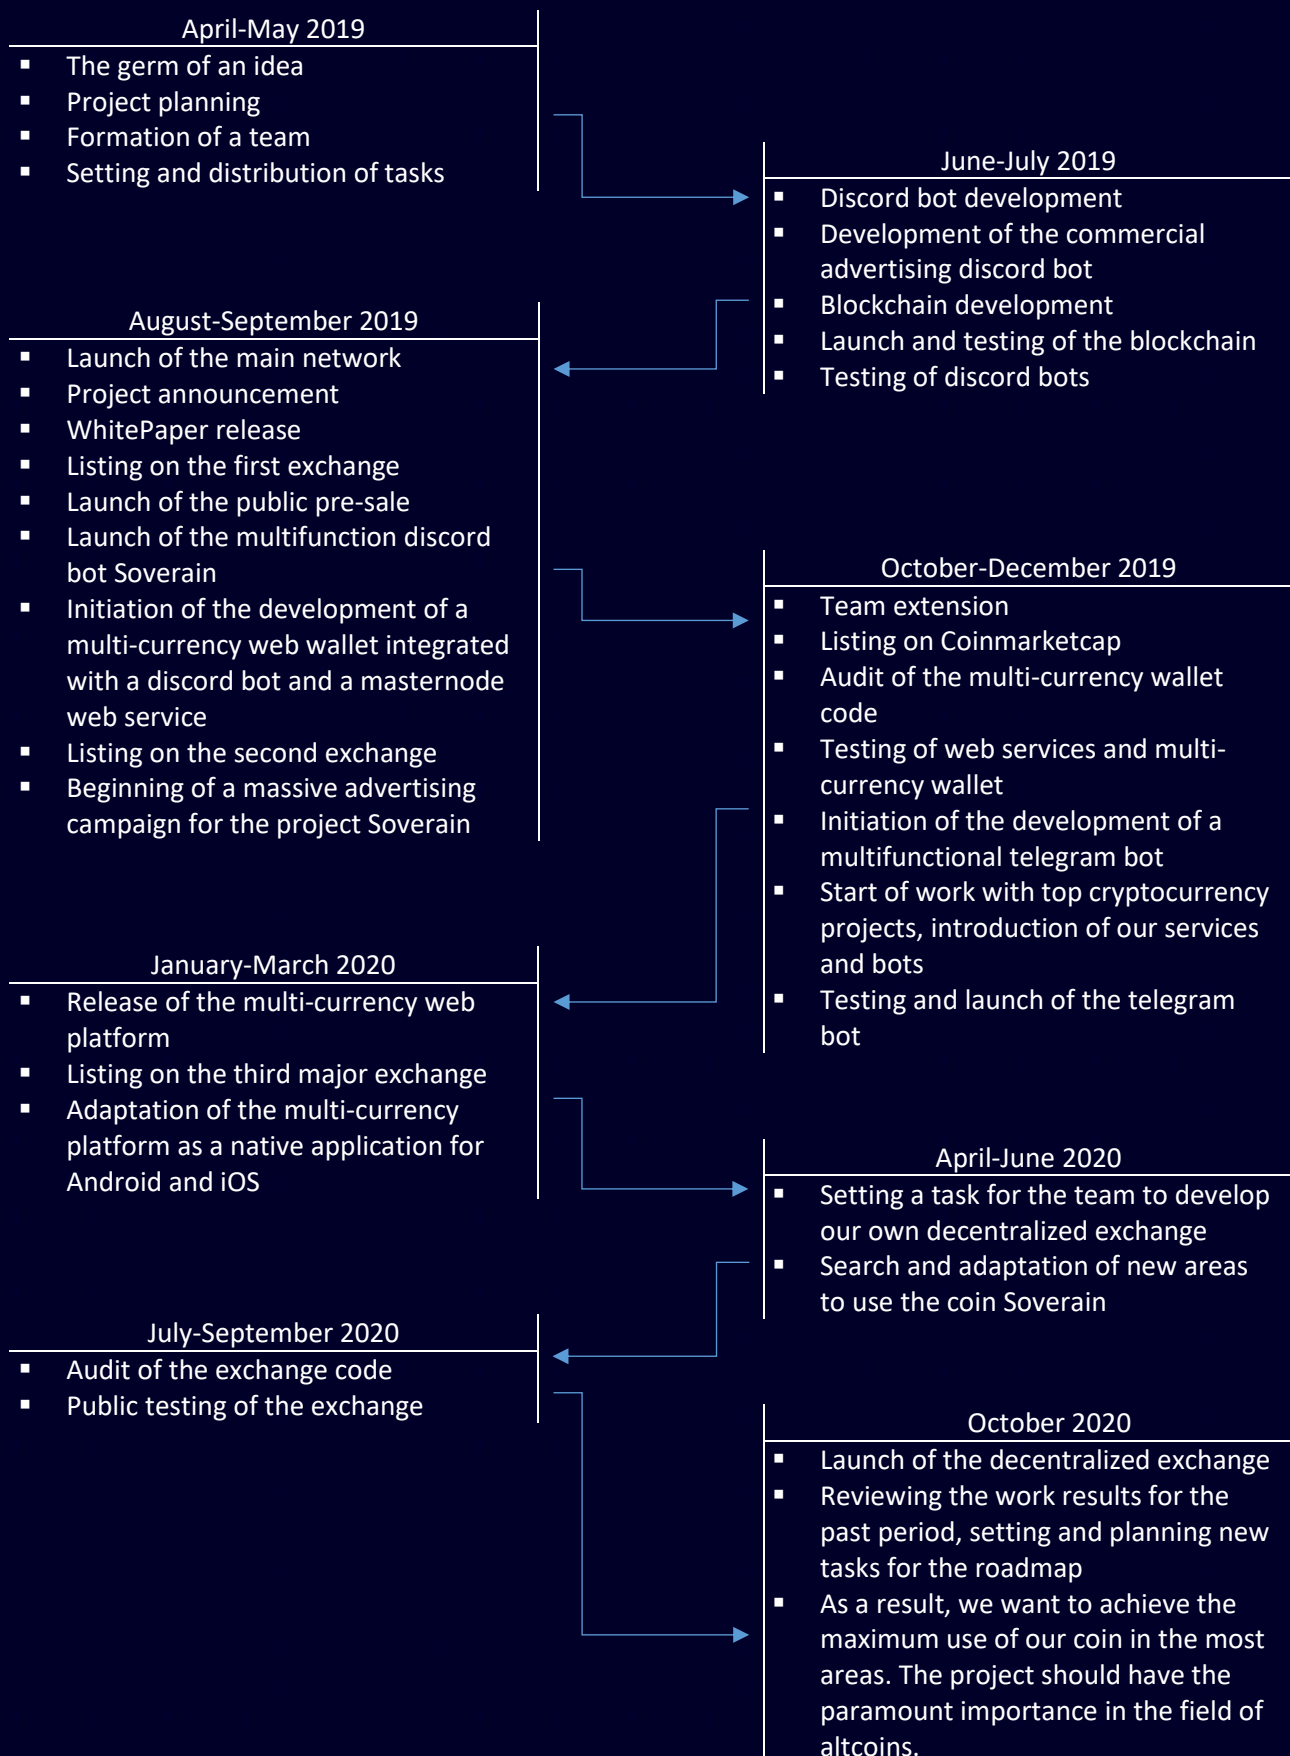 April-May 2019
▪ The germ of an idea
▪ Project planning
▪ Formation of a team
▪ Setting and distribution of tasks
June-July 2019
▪ Discord bot development
▪ Development of the commercial
advertising discord bot
▪ Blockchain development
▪ Launch and testing of the blockchain
▪ Testing of discord bots
August-September 2019
▪ Launch of the main network
▪ Project announcement
▪ WhitePaper release
▪ Listing on the first exchange
▪ Launch of the public pre-sale
▪ Launch of the multifunction discord
bot Soverain
▪ Initiation of the development of a
multi-currency web wallet integrated
with a discord bot and a masternode
web service
▪ Listing on the second exchange
▪ Beginning of a massive advertising
campaign for the project Soverain
October-December 2019
▪ Team extension
▪ Listing on Coinmarketcap
▪ Audit of the multi-currency wallet
code
▪ Testing of web services and multi-
currency wallet
▪ Initiation of the development of a
multifunctional telegram bot
▪ Start of work with top cryptocurrency
projects, introduction of our services
and bots
▪ Testing and launch of the telegram
bot
January-March 2020
▪ Release of the multi-currency web
platform
▪ Listing on the third major exchange
▪ Adaptation of the multi-currency
platform as a native application for
Android and iOS
April-June 2020
▪ Setting a task for the team to develop
our own decentralized exchange
▪ Search and adaptation of new areas
to use the coin Soverain
July-September 2020
▪ Audit of the exchange code
▪ Public testing of the exchange
October 2020
▪ Launch of the decentralized exchange
▪ Reviewing the work results for the
past period, setting and planning new
tasks for the roadmap
▪ As a result, we want to achieve the
maximum use of our coin in the most
areas. The project should have the
paramount importance in the field of
altcoins.